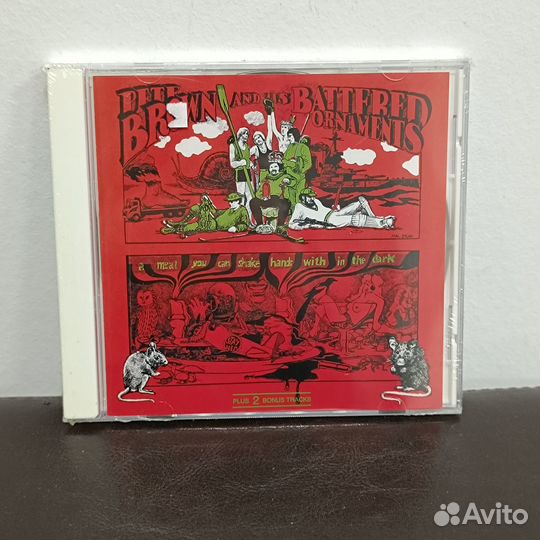 PETE BROWN AND HIS BATTERED ORNAMENTS
a meal you can shake hands with in the dark
PLUS 2 BONUS TRACKS
Avito